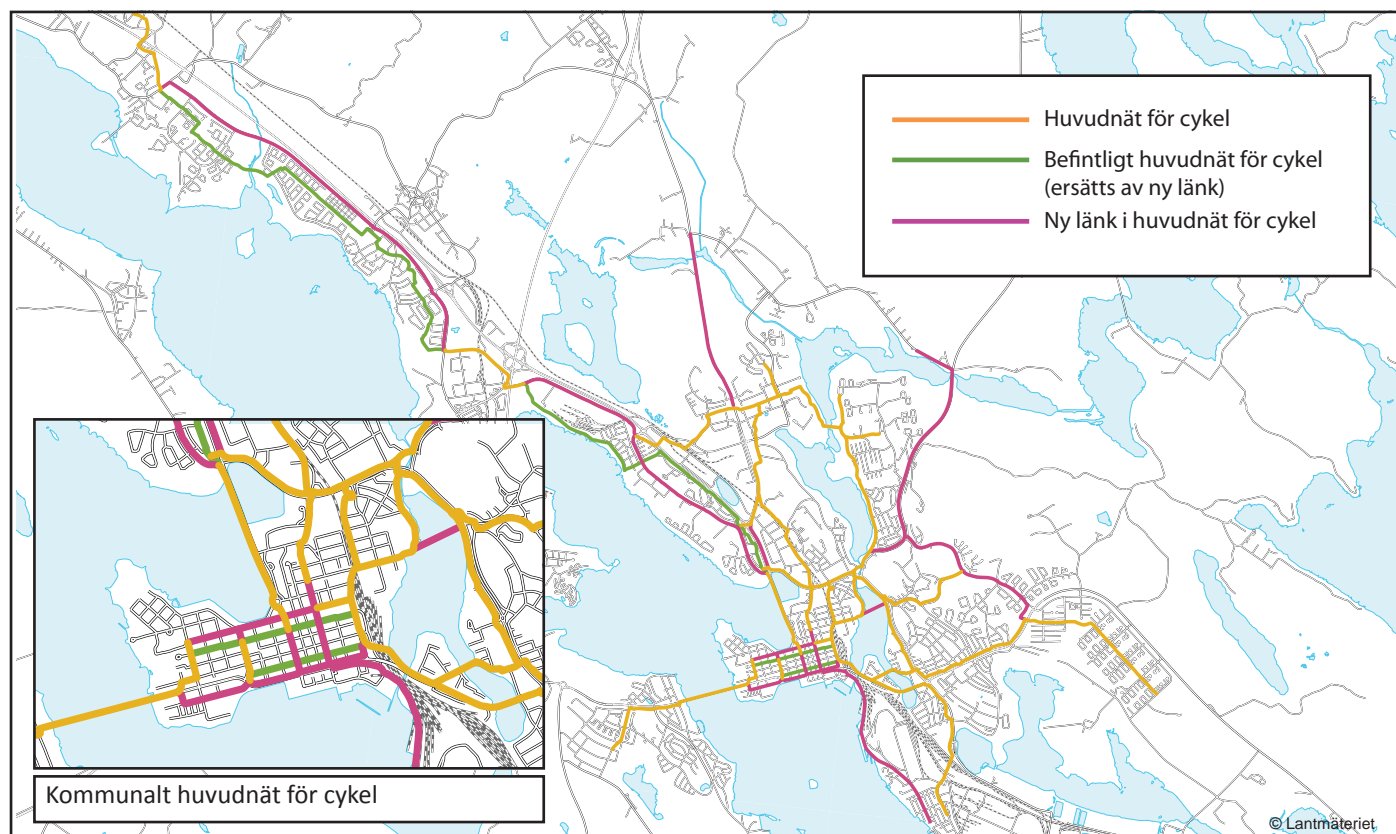 Huvudnät för cykel
Befintligt huvudnät för cykel
(ersätts av ny länk)
Ny länk i huvudnät för cykel
Kommunalt huvudnät för cykel
© Lantmäteriet